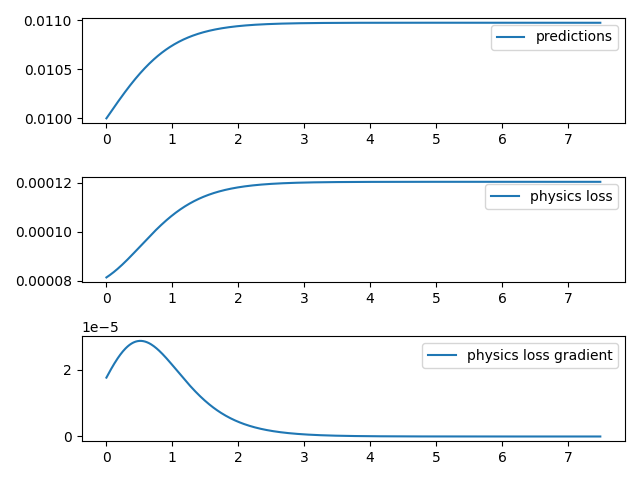 0.0110
predictions
0.0105
0.0100
0 1 2 3 4 5 6 7
0.00012
physics loss
0.00010
0.00008
0 1 2 3 4 5 6 7
1e−5
physics loss gradient
2
0
0 1 2 3 4 5 6 7